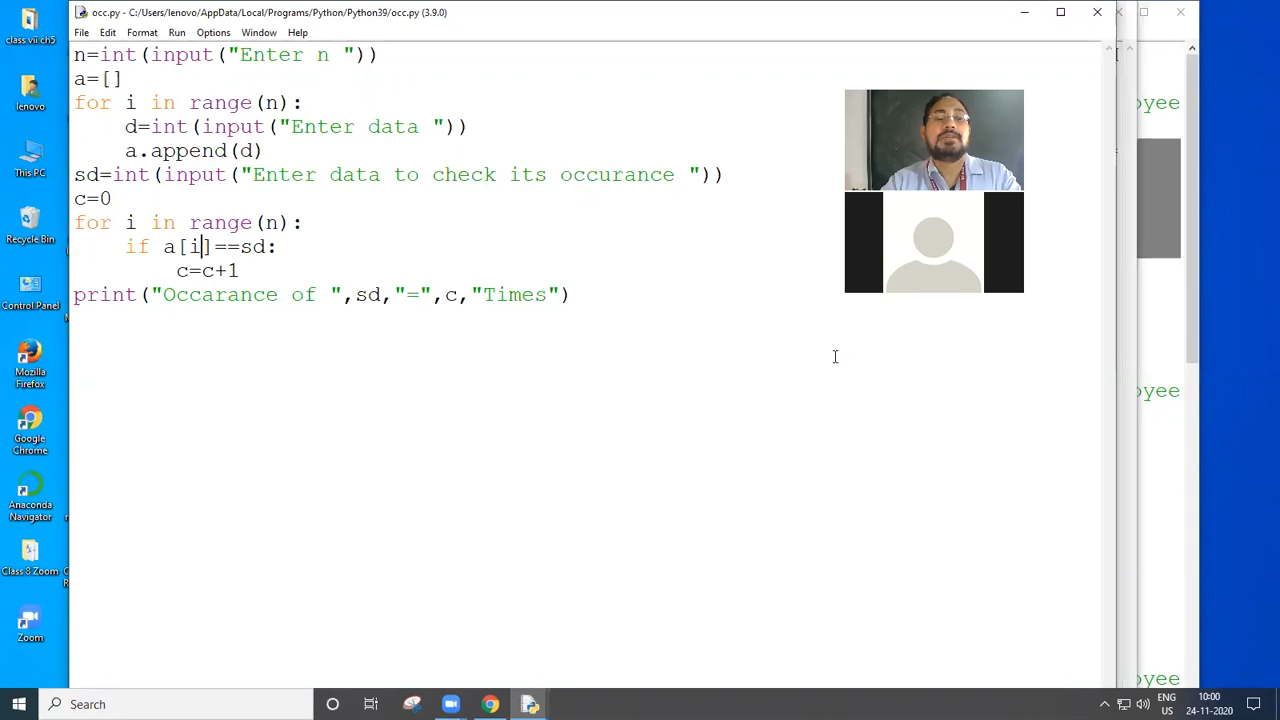 occ.py - C:/Users/lenovo/AppData/Local/Programs/Python/Python39/occ.py (3.9.0)
File Edit Format Run Options Window Help
n=int(input("Enter n "))
a=[]
for i in range(n):
    d=int(input("Enter data "))
    a.append(d)
sd=int(input("Enter data to check its occurance "))
c=0
for i in range(n):
    if a[i]==sd:
        c=c+1
print("Occarance of ",sd,"=",c,"Times")
oyee
oyee
oyee
class vii ch5
lenovo
This PC
Recycle Bin
Control Panel
Mozilla
Firefox
Google
Chrome
Anaconda
Navigator
Class 8 Zoom
Zoom
Search
ENG
US
10:00
24-11-2020